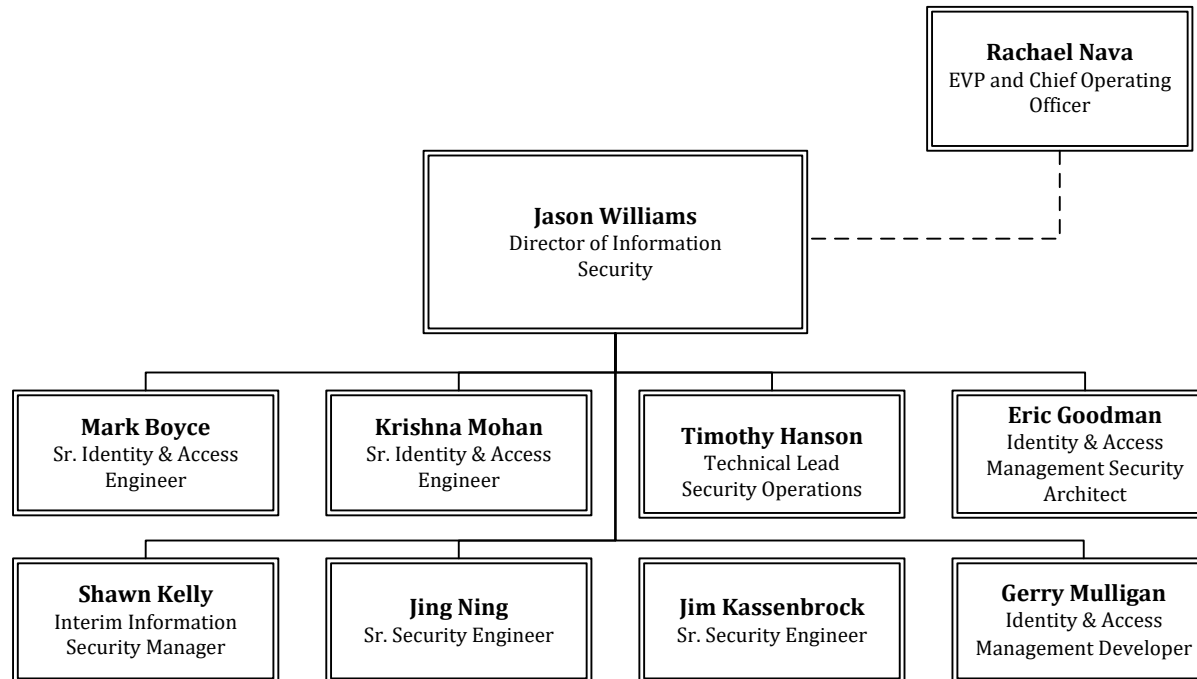 Rachael Nava
EVP and Chief Operating
Officer
Jason Williams
Director of Information
Security
Mark Boyce
Sr. Identity & Access
Engineer
Krishna Mohan
Sr. Identity & Access
Engineer
Timothy Hanson
Technical Lead
Security Operations
Eric Goodman
Identity & Access
Management Security
Architect
Shawn Kelly
Interim Information
Security Manager
Jing Ning
Sr. Security Engineer
Jim Kassenbrock
Sr. Security Engineer
Gerry Mulligan
Identity & Access
Management Developer